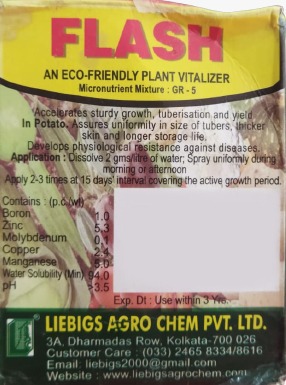 FLASH
AN ECO-FRIENDLY PLANT VITALIZER
Micronutrient Mixture : GR - 5
Accelerates sturdy growth, tuberisation and yield
In Potato, Assures uniformity in size of tubers, thicker
skin and longer storage life.
Develops physiological resistance against diseases.
Application : Dissolve 2 gms/litre of water; Spray uniformly during
morning or afternoon
Apply 2-3 times at 15 days' interval covering the active growth period.
Contains : (p.c./wt)
Boron 1.0
Zinc 5.3
Molybdenum 0.1
Copper 2.4
Manganese 8.0
Water Solubility (Min) 94.0
pH >3.5
Exp. Dt : Use within 3 Yrs.
LIEBIGS AGRO CHEM PVT. LTD.
3A, Dharmadas Row, Kolkata-700 026
Customer Care : (033) 2465 8334/8616
Email: liebigs2000@gmail.com
Website : www.liebigsagrochem.com